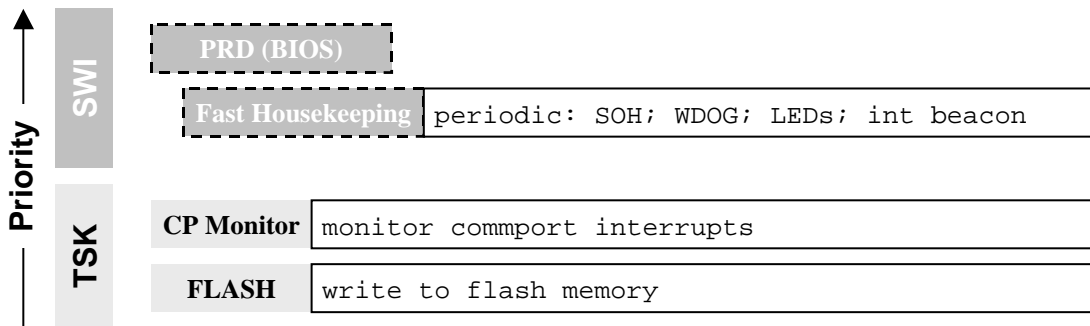 Priority
SWI
PRD (BIOS)
Fast Housekeeping periodic: SOH; WDOG; LEDs; int beacon
TSK
CP Monitor monitor commport interrupts
FLASH write to flash memory